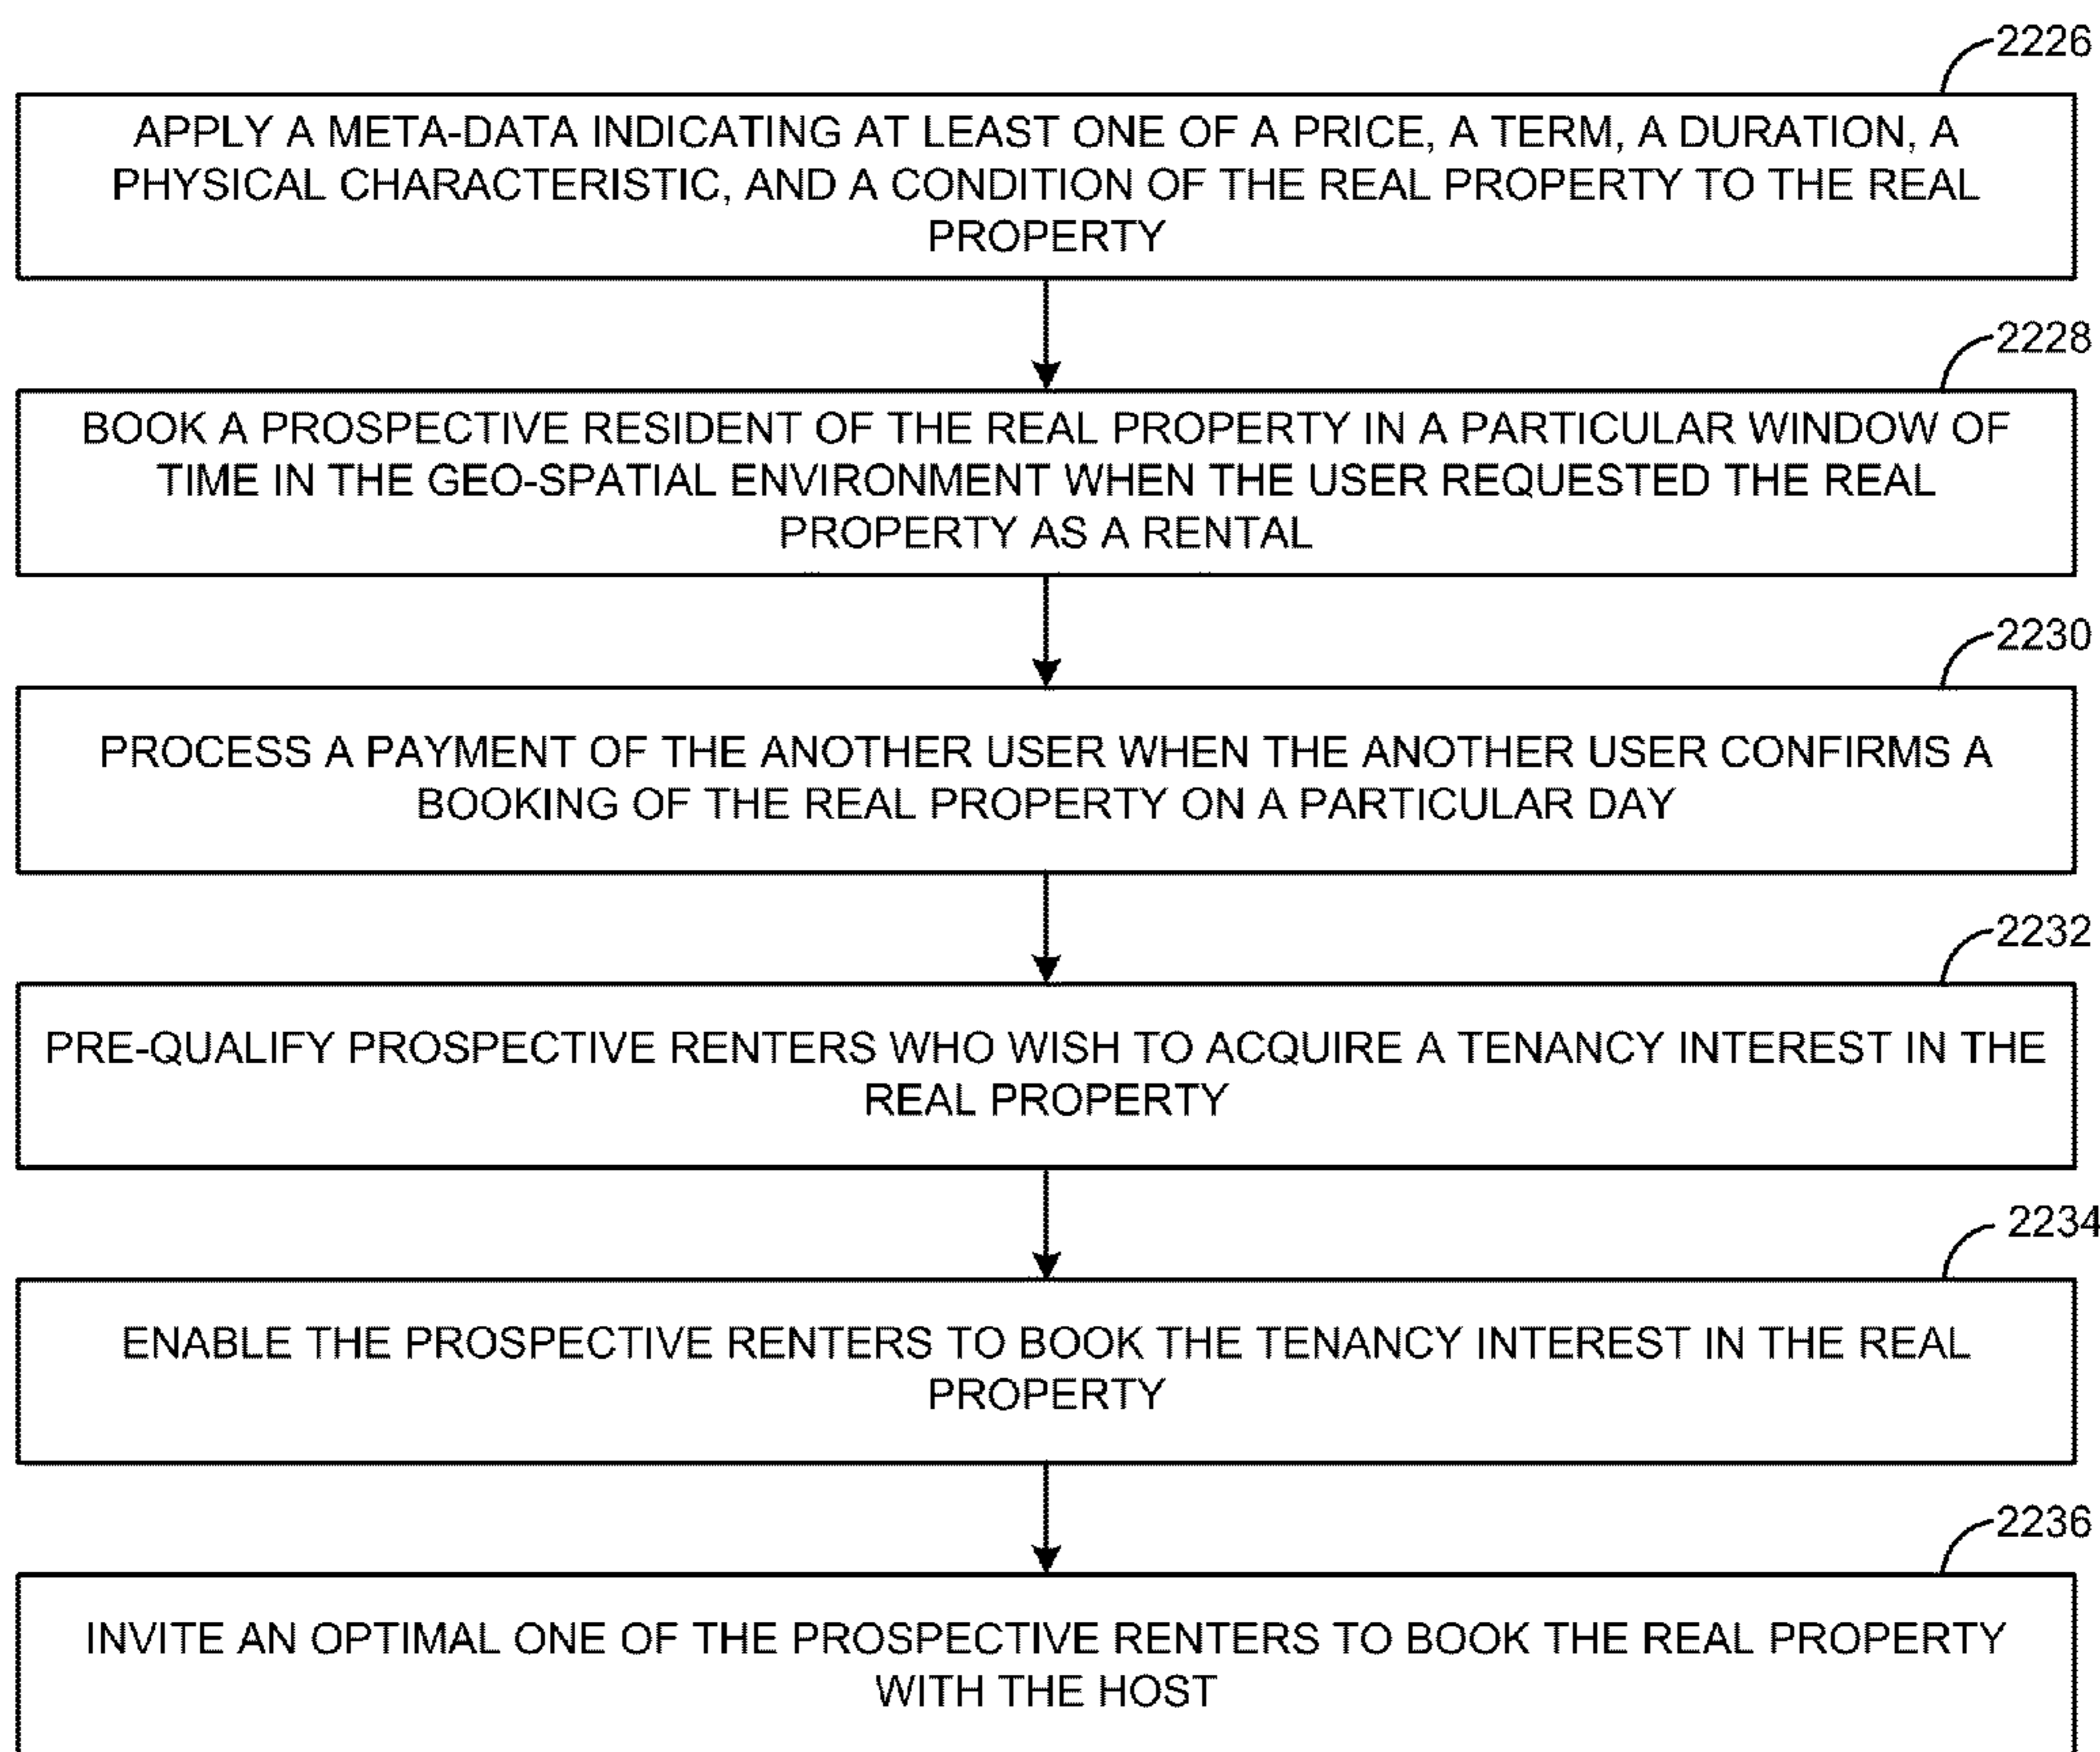 2226
APPLY A META-DATA INDICATING AT LEAST ONE OF A PRICE, A TERM, A DURATION, A
PHYSICAL CHARACTERISTIC, AND A CONDITION OF THE REAL PROPERTY TO THE REAL
PROPERTY
2228
BOOK A PROSPECTIVE RESIDENT OF THE REAL PROPERTY IN A PARTICULAR WINDOW OF
TIME IN THE GEO-SPATIAL ENVIRONMENT WHEN THE USER REQUESTED THE REAL
PROPERTY AS A RENTAL
2230
PROCESS A PAYMENT OF THE ANOTHER USER WHEN THE ANOTHER USER CONFIRMS A
BOOKING OF THE REAL PROPERTY ON A PARTICULAR DAY
2232
PRE-QUALIFY PROSPECTIVE RENTERS WHO WISH TO ACQUIRE A TENANCY INTEREST IN THE
REAL PROPERTY
2234
ENABLE THE PROSPECTIVE RENTERS TO BOOK THE TENANCY INTEREST IN THE REAL
PROPERTY
2236
INVITE AN OPTIMAL ONE OF THE PROSPECTIVE RENTERS TO BOOK THE REAL PROPERTY
WITH THE HOST